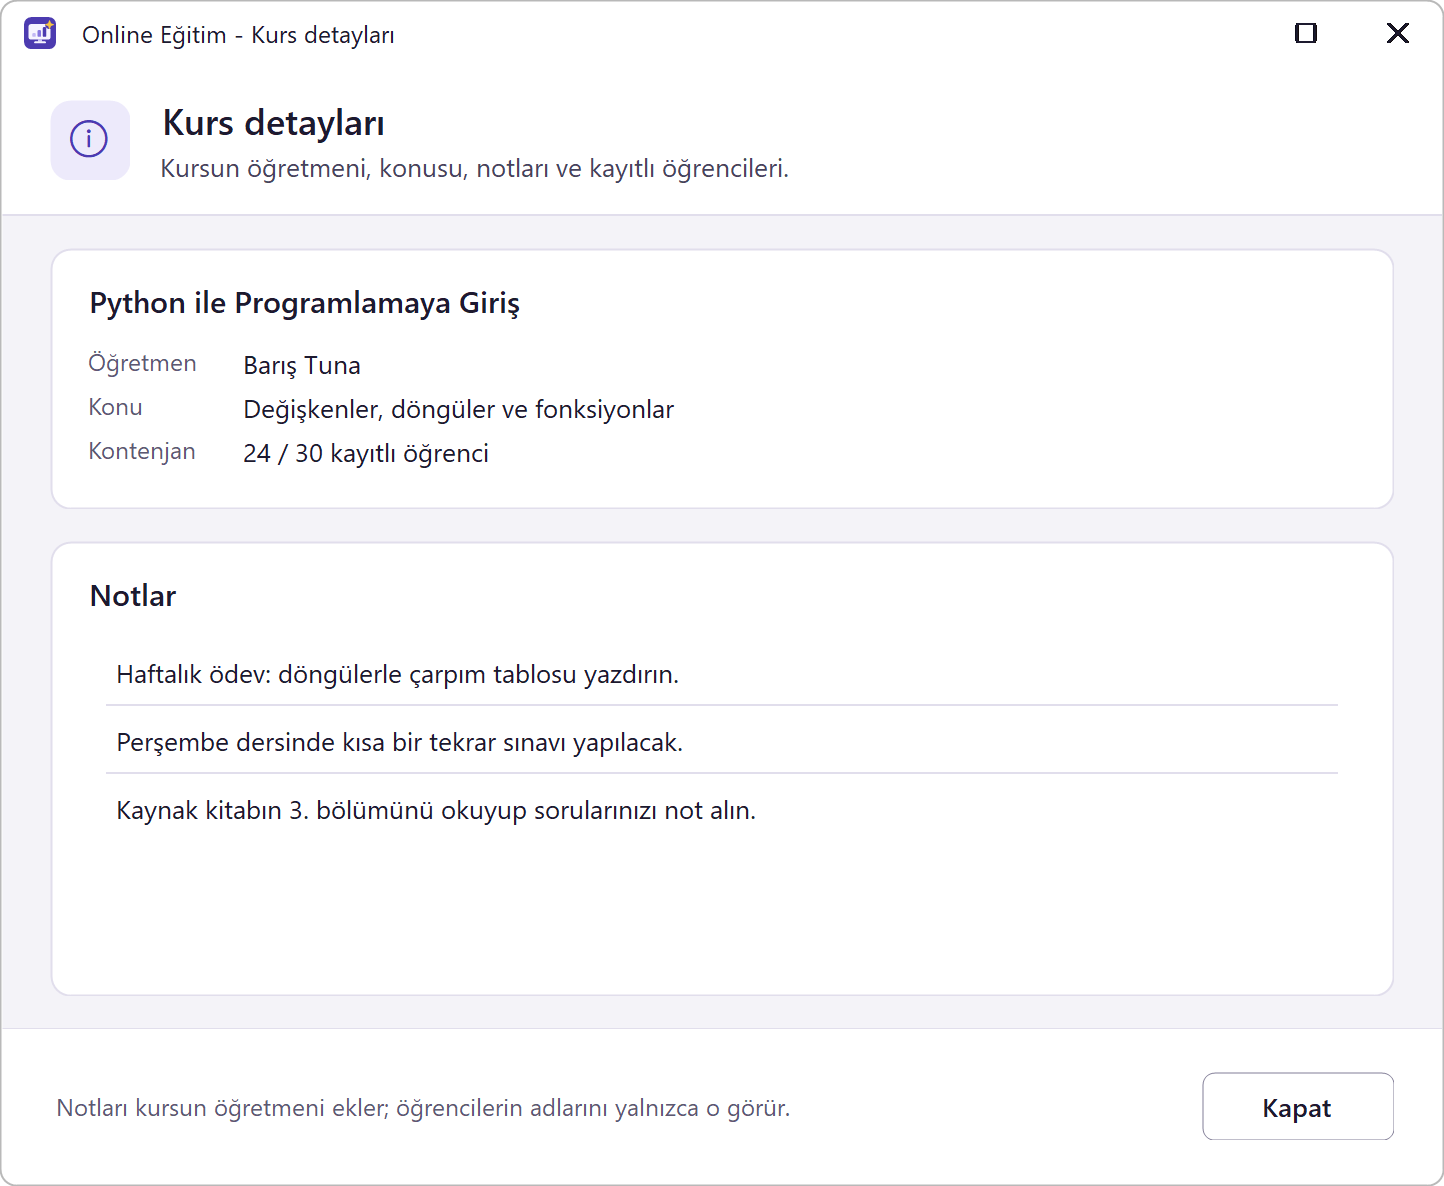 Online Eğitim - Kurs detayları
Kurs detayları
Kursun öğretmeni, konusu, notları ve kayıtlı öğrencileri.
Python ile Programlamaya Giriş
Öğretmen Barış Tuna
Konu Değişkenler, döngüler ve fonksiyonlar
Kontenjan 24 / 30 kayıtlı öğrenci
Notlar
Haftalık ödev: döngülerle çarpım tablosu yazdırın.
Perşembe dersinde kısa bir tekrar sınavı yapılacak.
Kaynak kitabın 3. bölümünü okuyup sorularınızı not alın.
Notları kursun öğretmeni ekler; öğrencilerin adlarını yalnızca o görür.
Kapat